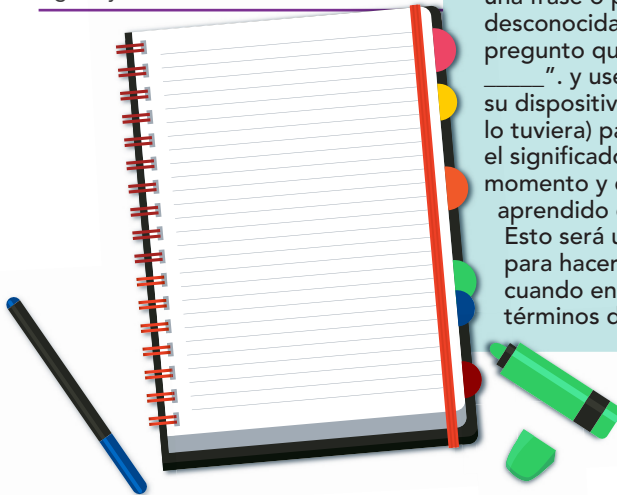 una frase o
desconocida
pregunto qu
_____". y use
su dispositiv
lo tuviera) pa
el significado
momento y
aprendido
Esto será u
para hacer
cuando en
términos